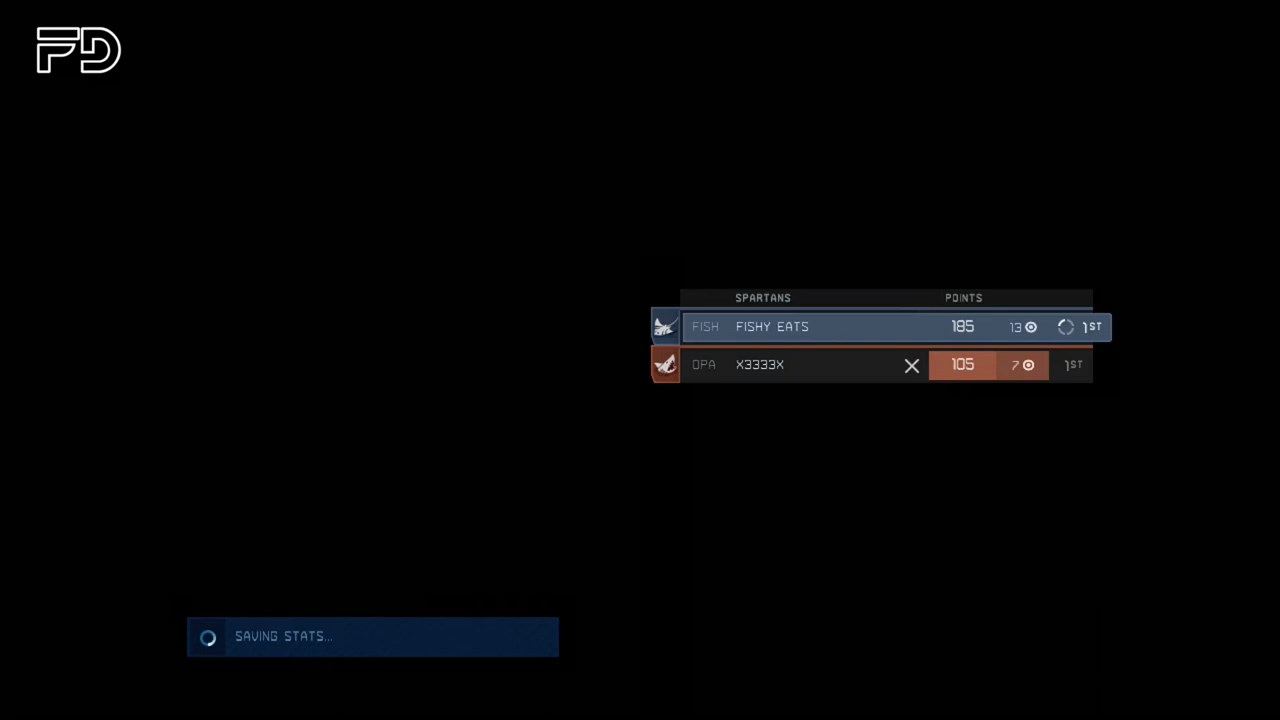 FD
SPARTANS POINTS
FISH FISHY EATS 185 13 1ST
OPA X3333X 105 7 1ST
SAVING STATS...